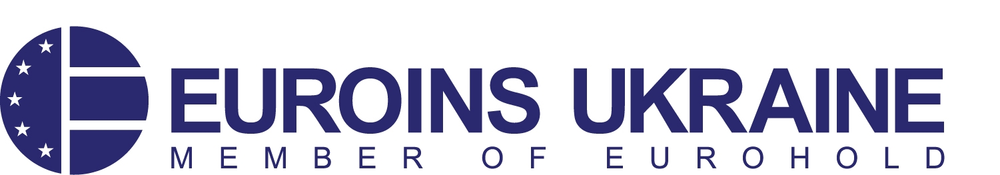 EUROINS UKRAINE
MEMBER OF EUROHOLD